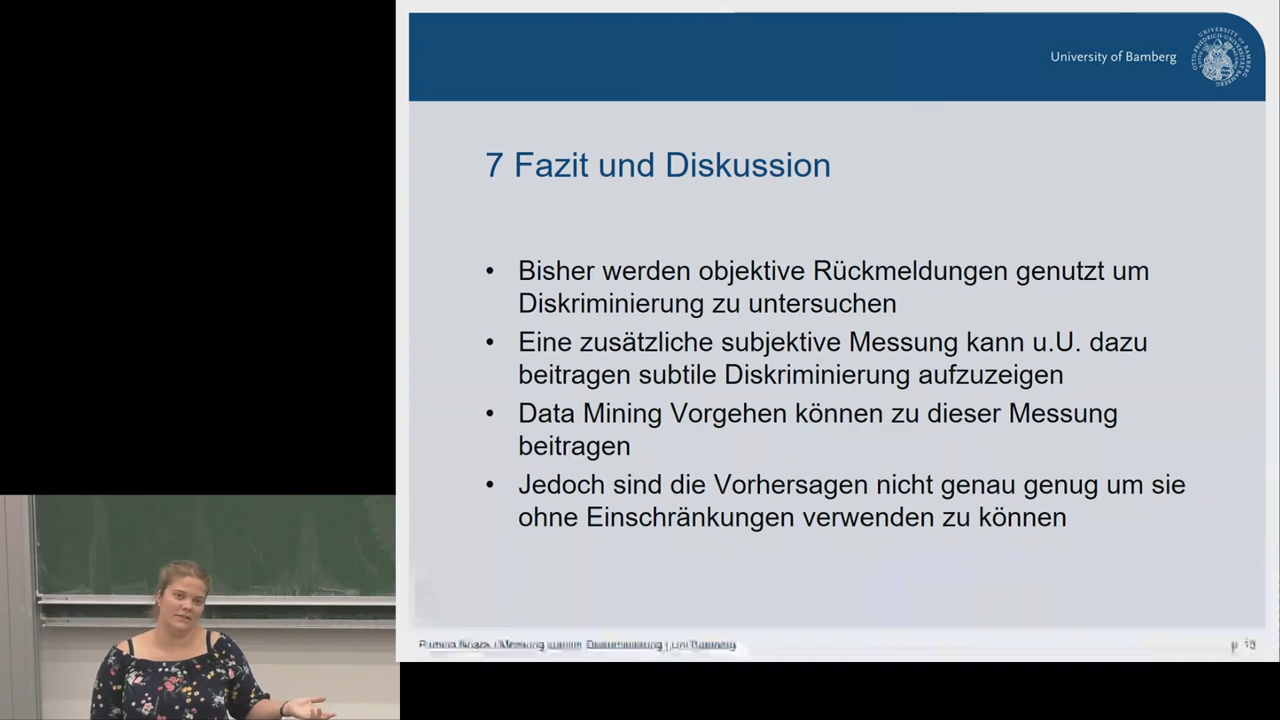 University of Bamberg
7 Fazit und Diskussion
• Bisher werden objektive Rückmeldungen genutzt um
Diskriminierung zu untersuchen
• Eine zusätzliche subjektive Messung kann u.U. dazu
beitragen subtile Diskriminierung aufzuzeigen
• Data Mining Vorgehen können zu dieser Messung
beitragen
• Jedoch sind die Vorhersagen nicht genau genug um sie
ohne Einschränkungen verwenden zu können